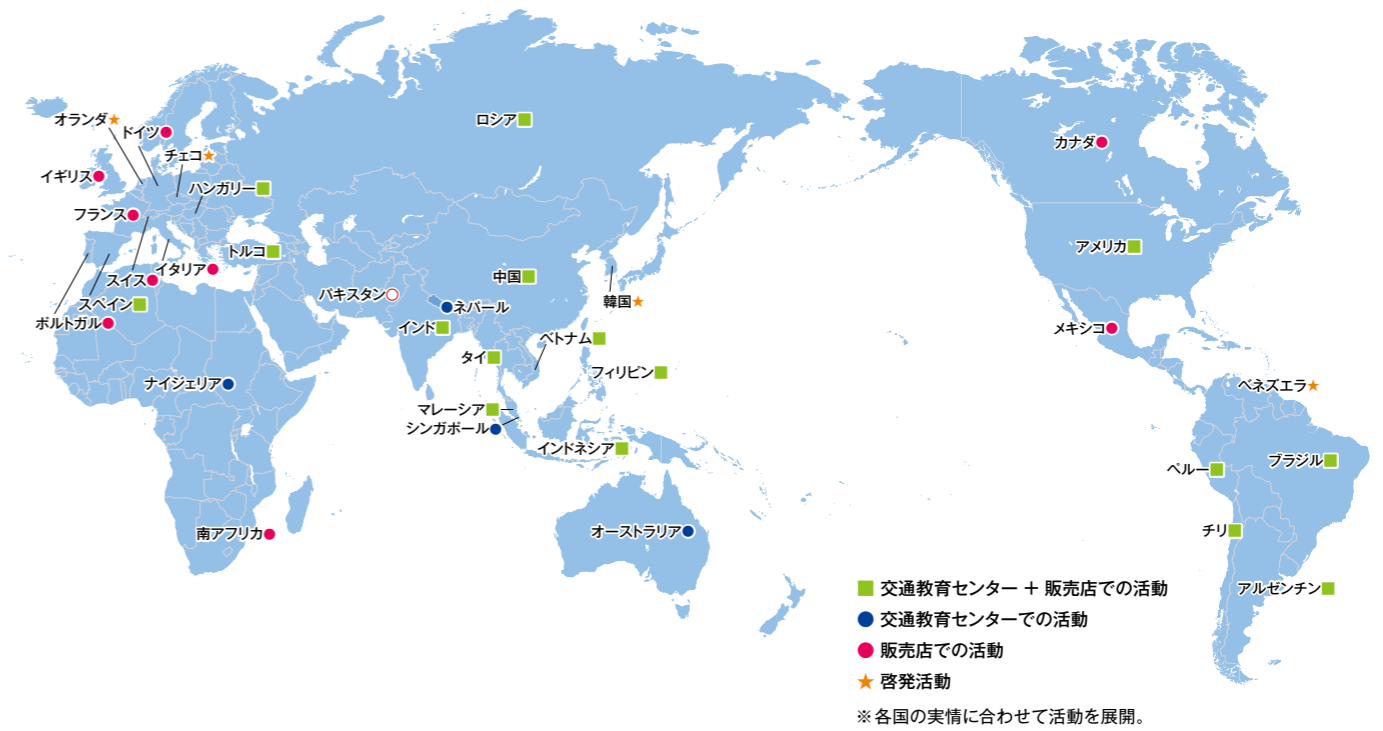 オランダ★
ドイツ
チェコ★
イギリス
ハンガリー
フランス
トルコ
イタリア
スイス
スペイン
ポルトガル
ナイジェリア
南アフリカ
ロシア
中国
パキスタン
ネパール
インド
韓国★
ベトナム
タイ
フィリピン
マレーシア
シンガポール
インドネシア
オーストラリア
カナダ
アメリカ
メキシコ
ベネズエラ★
ペルー
ブラジル
チリ
アルゼンチン
■ 交通教育センター ＋ 販売店での活動
● 交通教育センターでの活動
● 販売店での活動
★ 啓発活動
※各国の実情に合わせて活動を展開。